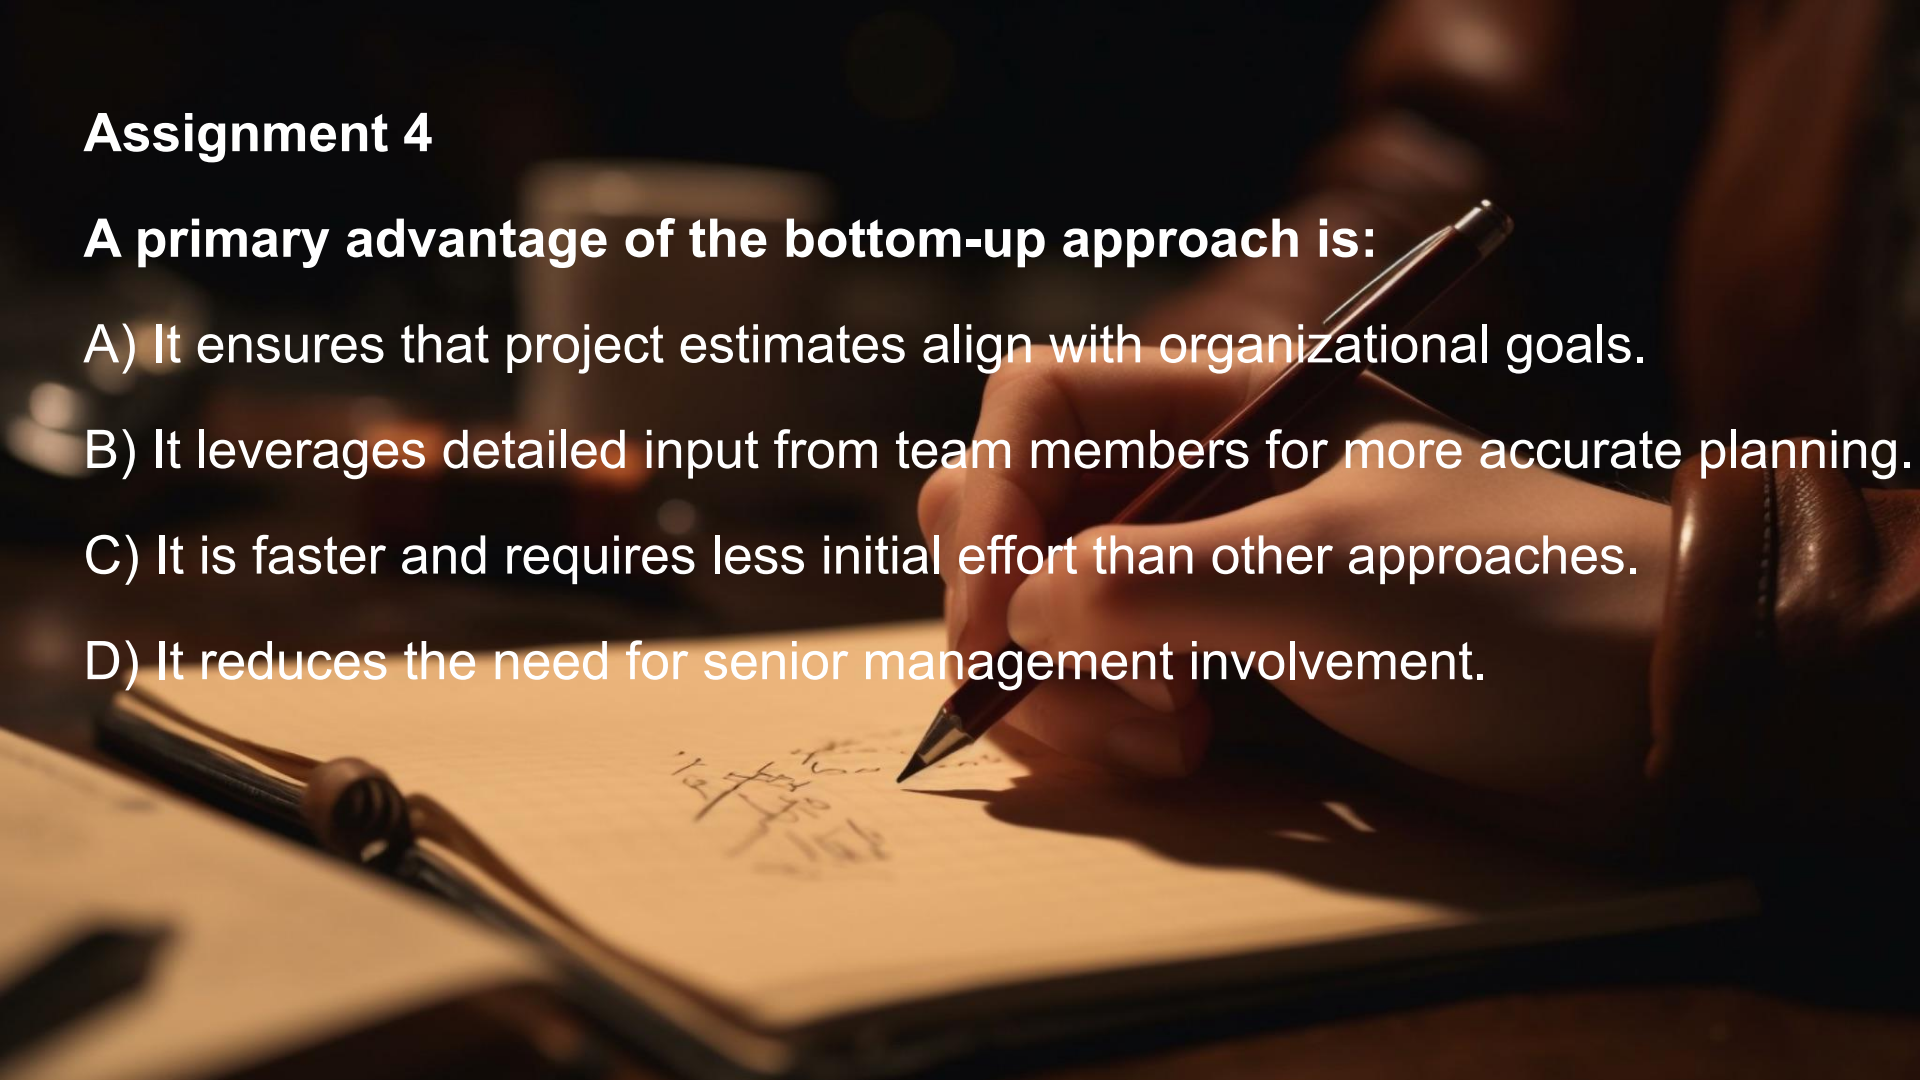 Assignment 4
A primary advantage of the bottom-up approach is:
A) It ensures that project estimates align with organizational goals.
B) It leverages detailed input from team members for more accurate planning.
C) It is faster and requires less initial effort than other approaches.
D) It reduces the need for senior management involvement.